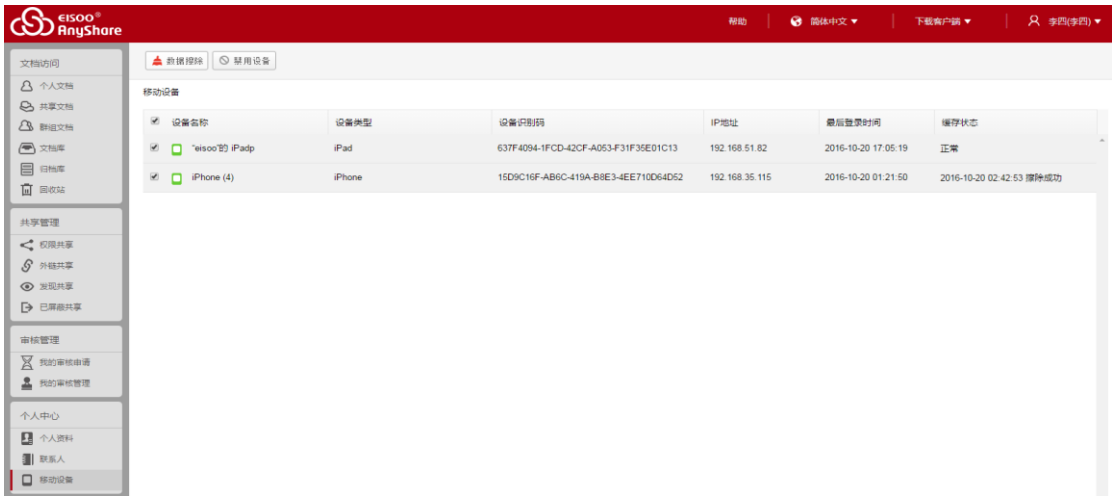 EISOO®
AnyShare
帮助
简体中文
下载客户端
李四(李四)
文档访问
个人文档
共享文档
群组文档
文档库
归档库
回收站
共享管理
权限共享
外链共享
发现共享
已屏蔽共享
审核管理
我的审核申请
我的审核管理
个人中心
个人资料
联系人
移动设备
数据擦除 禁用设备
移动设备
设备名称 设备类型 设备识别码 IP地址 最后登录时间 缓存状态
“eisoo”的 iPadp iPad 637F4094-1FCD-42CF-A053-F31F35E01C13 192.168.51.82 2016-10-20 17:05:19 正常
iPhone (4) iPhone 15D9C16F-AB6C-419A-B8E3-4EE710D64D52 192.168.35.115 2016-10-20 01:21:50 2016-10-20 02:42:53 擦除成功